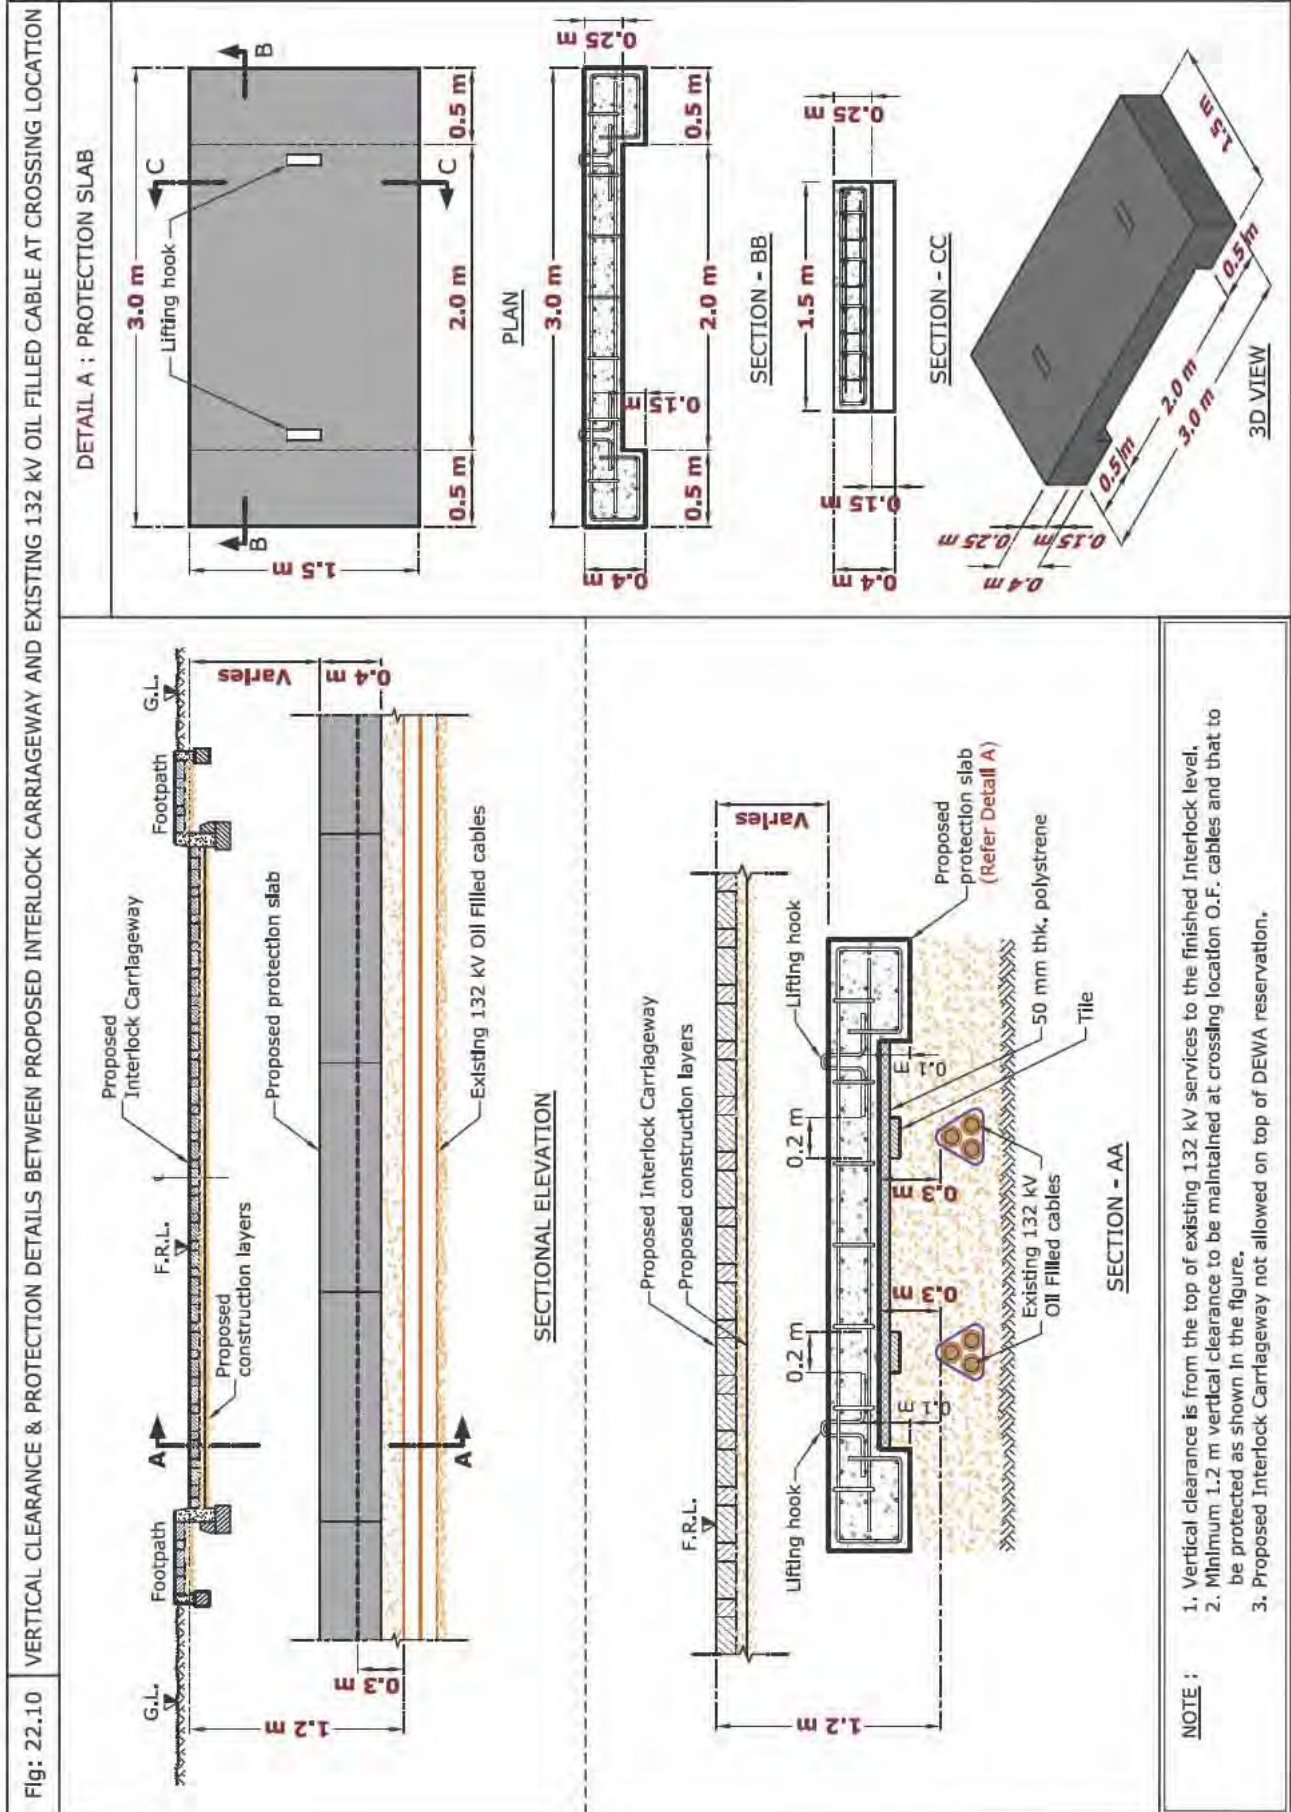 Fig: 22.10 VERTICAL CLEARANCE & PROTECTION DETAILS BETWEEN PROPOSED INTERLOCK CARRIAGEWAY AND EXISTING 132 kV OIL FILLED CABLE AT CROSSING LOCATION
G.L.
Footpath
Proposed
construction layers
F.R.L.
Proposed
Interlock Carriageway
Footpath
G.L.
A
A
℄
1.2 m
0.3 m
Varies
0.4 m
Proposed protection slab
Existing 132 kV Oil Filled cables
SECTIONAL ELEVATION
F.R.L.
Proposed Interlock Carriageway
Proposed construction layers
Varies
1.2 m
Lifting hook
0.2 m
0.2 m
Lifting hook
0.1 m
0.3 m
0.3 m
0.1 m
Proposed
protection slab
(Refer Detail A)
50 mm thk. polystrene
Tile
Existing 132 kV
Oil Filled cables
SECTION - AA
DETAIL A : PROTECTION SLAB
3.0 m
1.5 m
Lifting hook
B
B
C
C
0.5 m
2.0 m
0.5 m
PLAN
3.0 m
0.4 m
0.25 m
0.15 m
0.5 m
2.0 m
0.5 m
SECTION - BB
1.5 m
0.4 m
0.15 m
0.25 m
SECTION - CC
0.25 m
0.4 m
0.15 m
0.5 m
2.0 m
0.5 m
3.0 m
1.5 m
3D VIEW
NOTE :
1. Vertical clearance is from the top of existing 132 kV services to the finished Interlock level.
2. Minimum 1.2 m vertical clearance to be maintained at crossing location O.F. cables and that to
be protected as shown in the figure.
3. Proposed Interlock Carriageway not allowed on top of DEWA reservation.